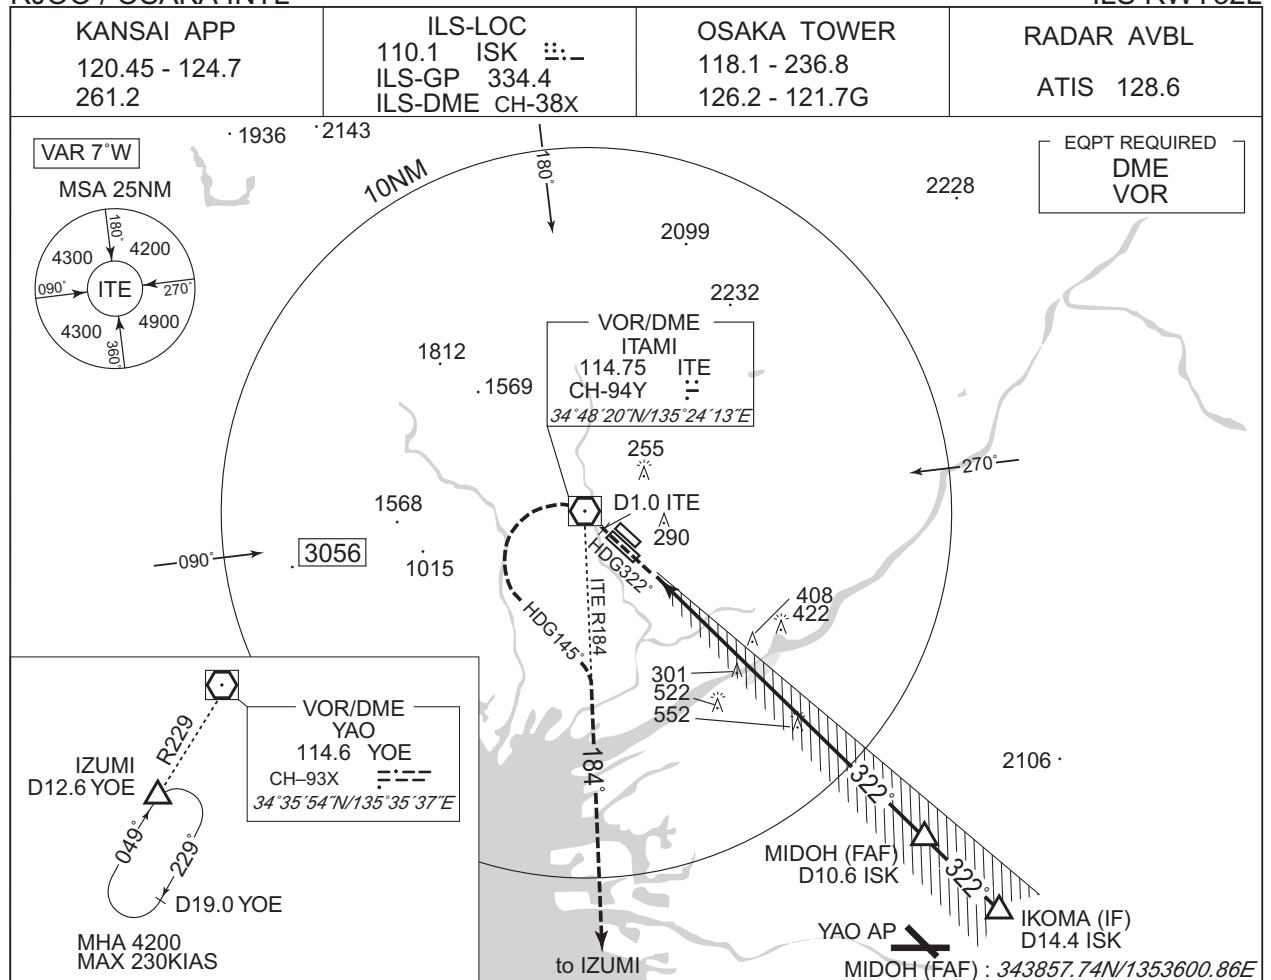 RJOO / OSAKA INTL
ILS RWY32L
KANSAI APP
120.45 - 124.7
261.2
ILS-LOC
110.1 ISK
ILS-GP 334.4
ILS-DME CH-38X
OSAKA TOWER
118.1 - 236.8
126.2 - 121.7G
RADAR AVBL
ATIS 128.6
VAR 7°W
MSA 25NM
180°
4300
4200
090°
ITE
270°
4300
4900
360°
1936
2143
10NM
180°
2228
EQPT REQUIRED
DME
VOR
2099
2232
VOR/DME
ITAMI
114.75 ITE
CH-94Y
34°48´20˝N/135°24´13˝E
1812
1569
255
270°
1568
D1.0 ITE
290
090°
3056
1015
HDG322°
ITE R184
HDG145°
408
422
301
522
552
184°
2106
322°
MIDOH (FAF)
D10.6 ISK
322°
IKOMA (IF)
D14.4 ISK
YAO AP
to IZUMI
MIDOH (FAF) : 343857.74N/1353600.86E
VOR/DME
YAO
114.6 YOE
CH–93X
34°35´54˝N/135°35´37˝E
R229
IZUMI
D12.6 YOE
049°
229°
D19.0 YOE
MHA 4200
MAX 230KIAS